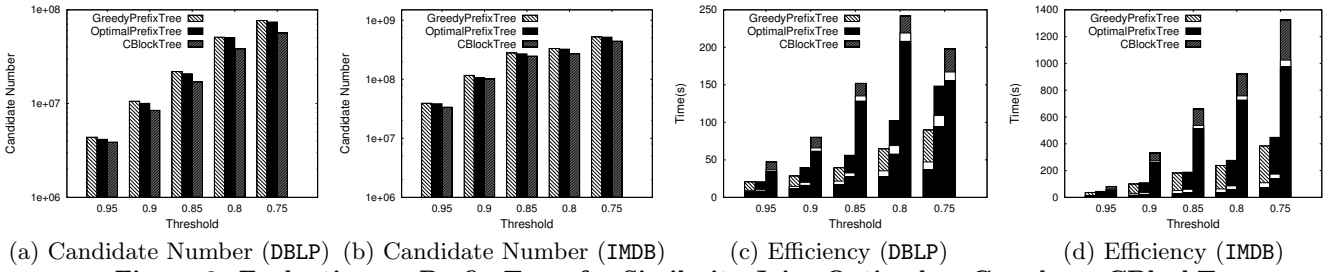 Candidate Number
1e+08
1e+07
1e+06
GreedyPrefixTree
OptimalPrefixTree
CBlockTree
0.95 0.9 0.85 0.8 0.75
Threshold
(a) Candidate Number (DBLP)
Candidate Number
1e+09
1e+08
1e+07
1e+06
GreedyPrefixTree
OptimalPrefixTree
CBlockTree
0.95 0.9 0.85 0.8 0.75
Threshold
(b) Candidate Number (IMDB)
Time(s)
250
200
150
100
50
0
GreedyPrefixTree
OptimalPrefixTree
CBlockTree
0.95 0.9 0.85 0.8 0.75
Threshold
(c) Efficiency (DBLP)
Time(s)
1400
1200
1000
800
600
400
200
0
GreedyPrefixTree
OptimalPrefixTree
CBlockTree
0.95 0.9 0.85 0.8 0.75
Threshold
(d) Efficiency (IMDB)